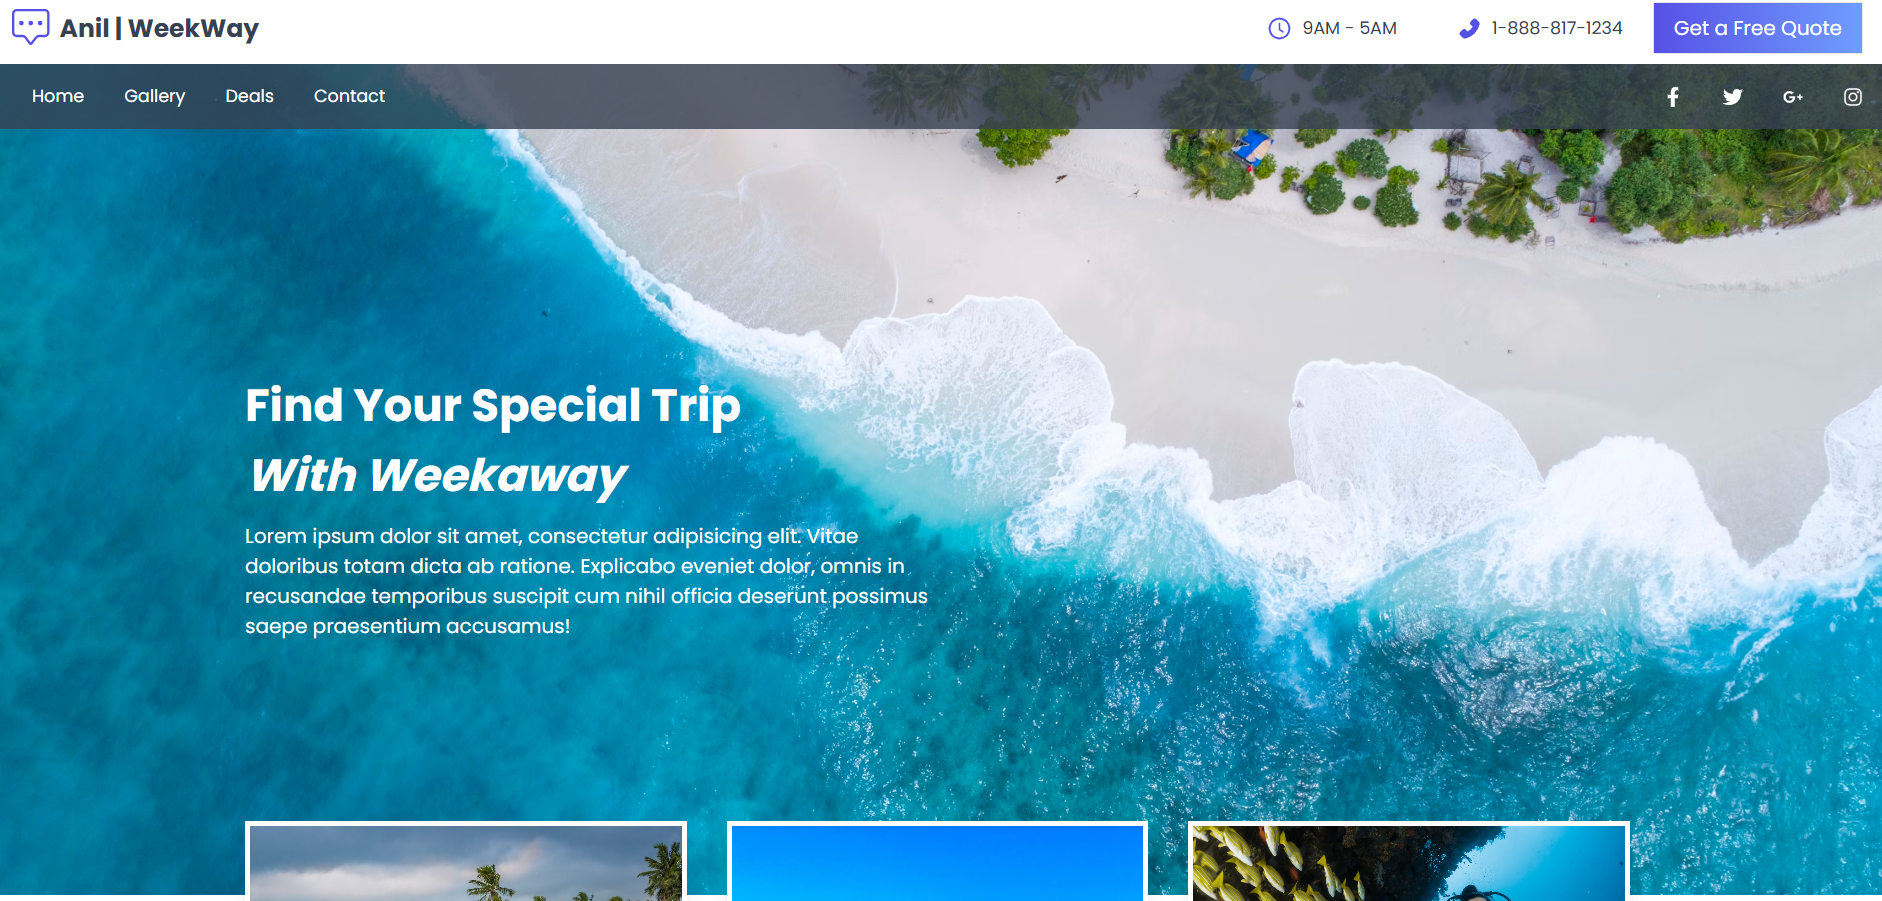 Anil | WeekWay
9AM - 5AM
1-888-817-1234
Get a Free Quote
Home
Gallery
Deals
Contact
Find Your Special Trip
With Weekaway
Lorem ipsum dolor sit amet, consectetur adipisicing elit. Vitae
doloribus totam dicta ab ratione. Explicabo eveniet dolor, omnis in
recusandae temporibus suscipit cum nihil officia deserunt possimus
saepe praesentium accusamus!